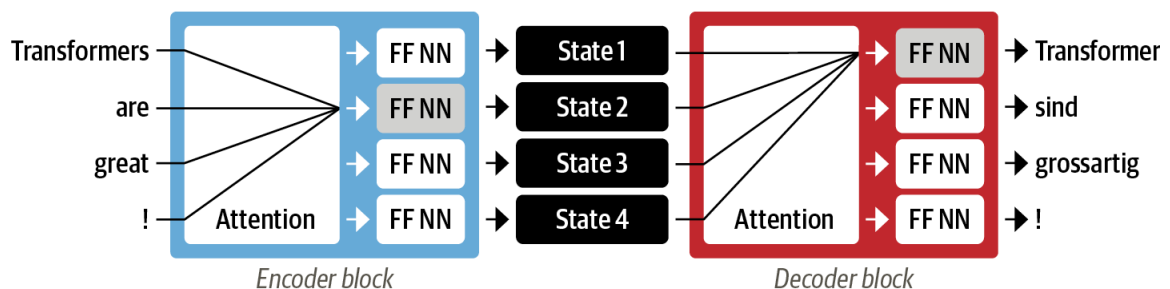 Transformers FF NN State 1 FF NN Transformer
are FF NN State 2 FF NN sind
great FF NN State 3 FF NN grossartig
! Attention FF NN State 4 Attention FF NN !
Encoder block Decoder block